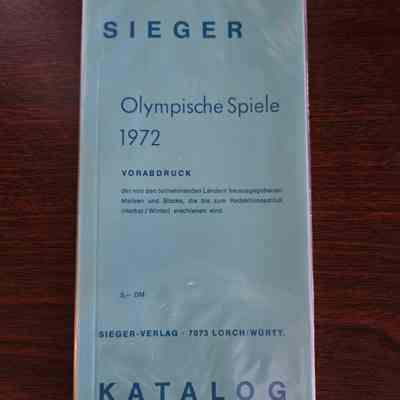 SIEGER
Olympische Spiele
1972
VORABDRUCK
der von den teilnehmenden Ländern herausgegebenen
Marken und Blocks, die bis zum Redaktionsschluß
(Herbst/Winter) erschienen sind.
5,— DM
SIEGER-VERLAG · 7073 LORCH/WÜRTT.
KATALOG